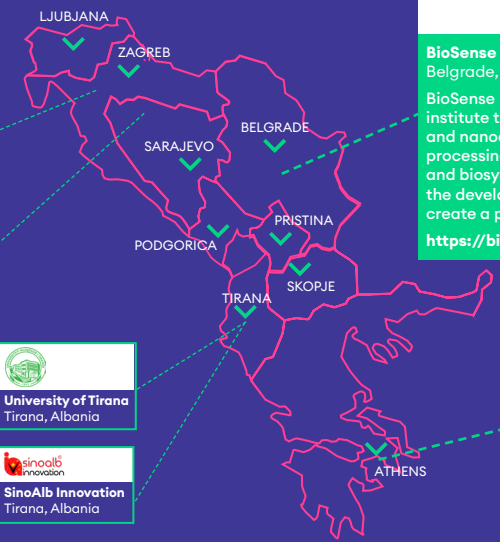 LJUBJANA
ZAGREB
BELGRADE
SARAJEVO
PRISTINA
PODGORICA
SKOPJE
TIRANA
ATHENS
BioSense
Belgrade,
BioSense
institute t
and nano
processin
and biosy
the develo
create a p
https://bi
University of Tirana
Tirana, Albania
sinoalb
innovation
SinoAlb Innovation
Tirana, Albania